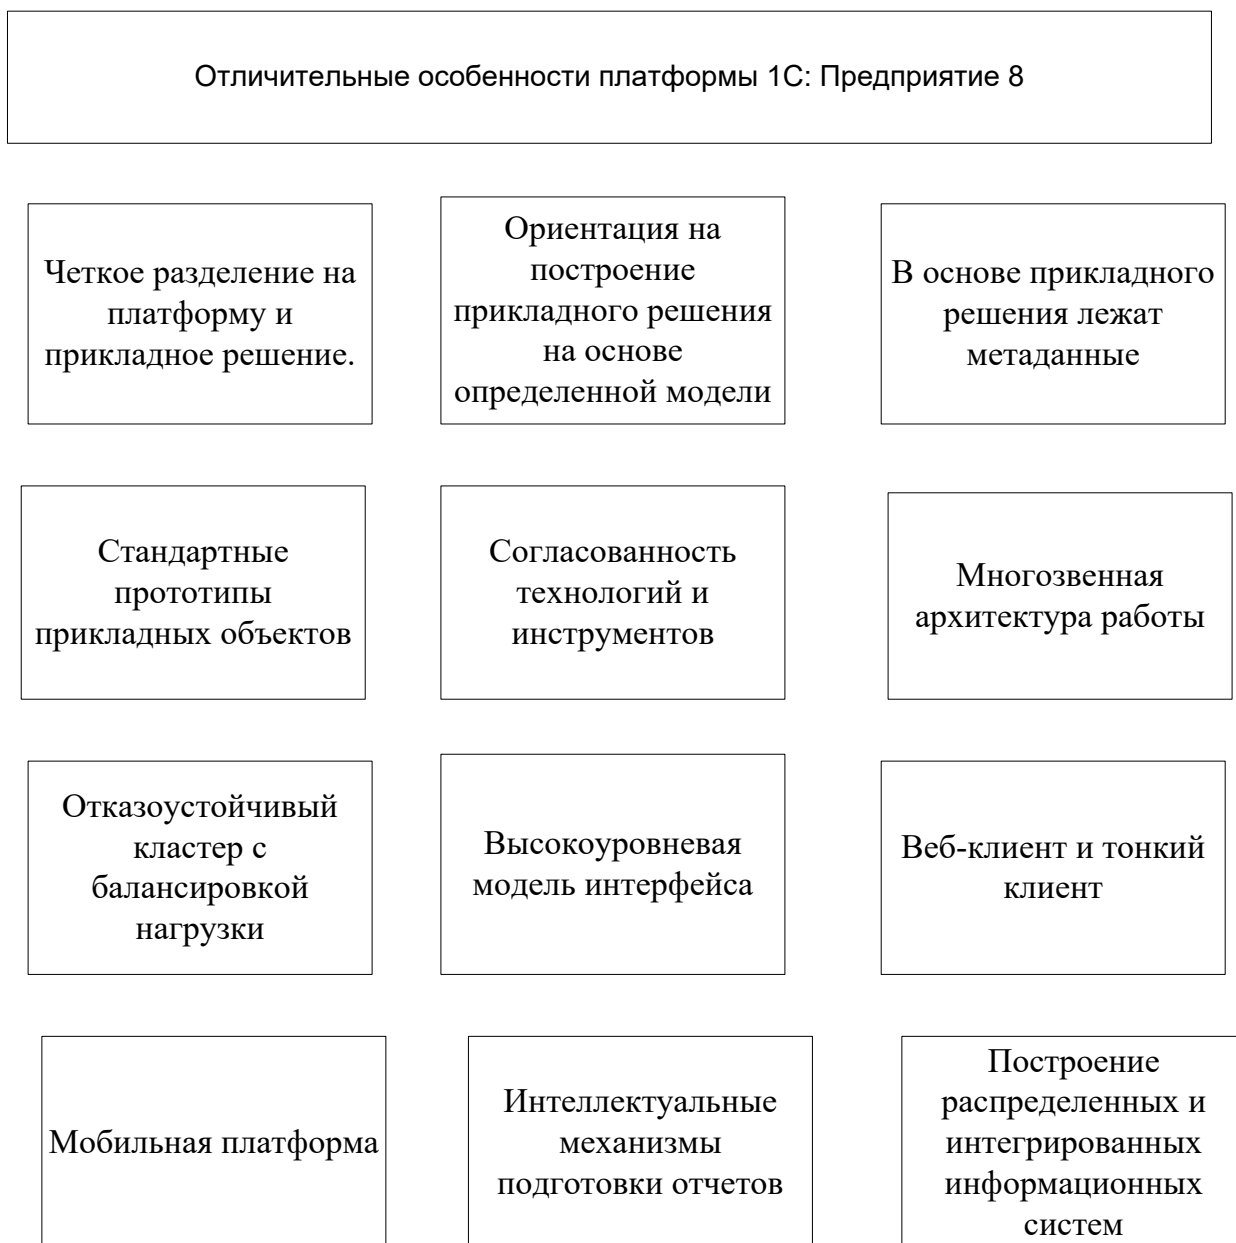 Отличительные особенности платформы 1С: Предприятие 8
Четкое разделение на
платформу и
прикладное решение.
Ориентация на
построение
прикладного решения
на основе
определенной модели
В основе прикладного
решения лежат
метаданные
Стандартные
прототипы
прикладных объектов
Согласованность
технологий и
инструментов
Многозвенная
архитектура работы
Отказоустойчивый
кластер с
балансировкой
нагрузки
Высокоуровневая
модель интерфейса
Веб-клиент и тонкий
клиент
Мобильная платформа
Интеллектуальные
механизмы
подготовки отчетов
Построение
распределенных и
интегрированных
информационных
систем